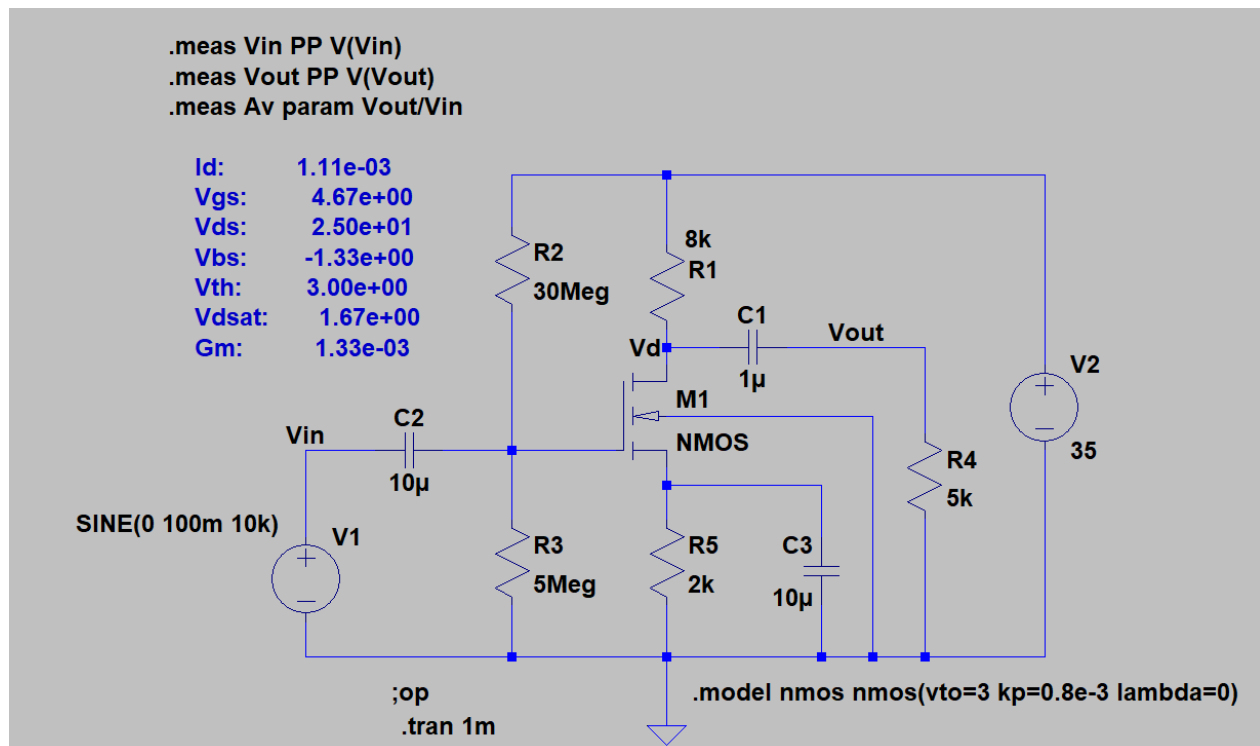 .meas Vin PP V(Vin)
.meas Vout PP V(Vout)
.meas Av param Vout/Vin
Id: 1.11e-03
Vgs: 4.67e+00
Vds: 2.50e+01
Vbs: -1.33e+00
Vth: 3.00e+00
Vdsat: 1.67e+00
Gm: 1.33e-03
R2
30Meg
8k
R1
C1
1µ
Vout
Vd
V2
35
M1
NMOS
Vin
C2
10µ
R4
5k
SINE(0 100m 10k)
V1
R3
5Meg
R5
2k
C3
10µ
;op
.tran 1m
.model nmos nmos(vto=3 kp=0.8e-3 lambda=0)